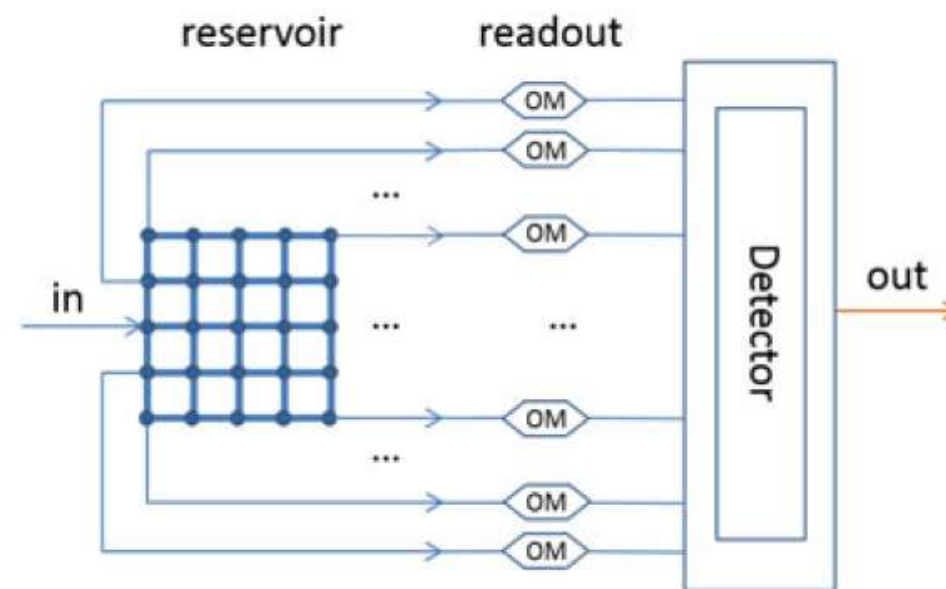 reservoir
readout
OM
OM
...
OM
in
...
...
Detector
out
OM
...
OM
OM